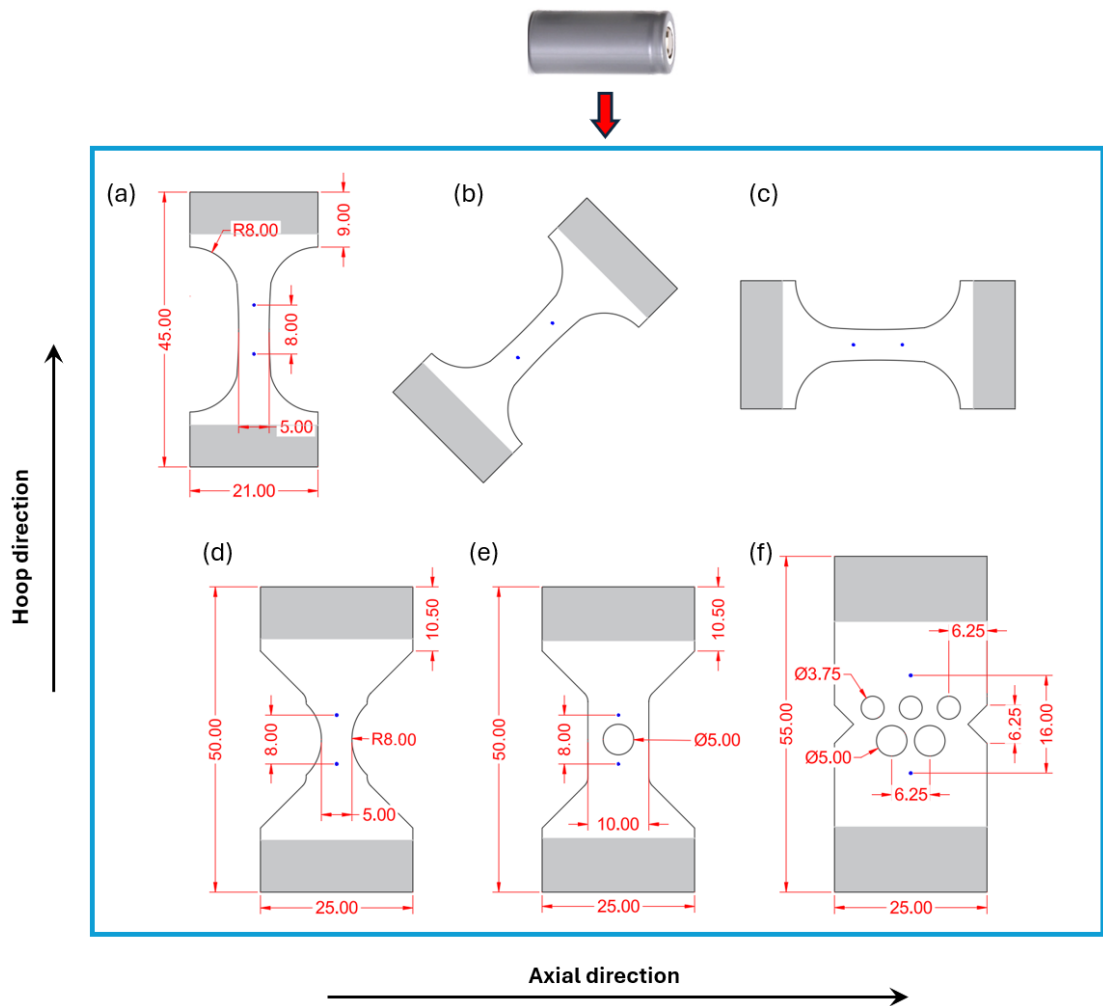 (a)
(b)
(c)
R8.00
9.00
45.00
8.00
5.00
21.00
(d)
(e)
(f)
10.50
50.00
8.00
R8.00
5.00
25.00
10.50
50.00
8.00
Ø5.00
10.00
25.00
6.25
Ø3.75
55.00
6.25
16.00
Ø5.00
6.25
25.00
Hoop direction
Axial direction